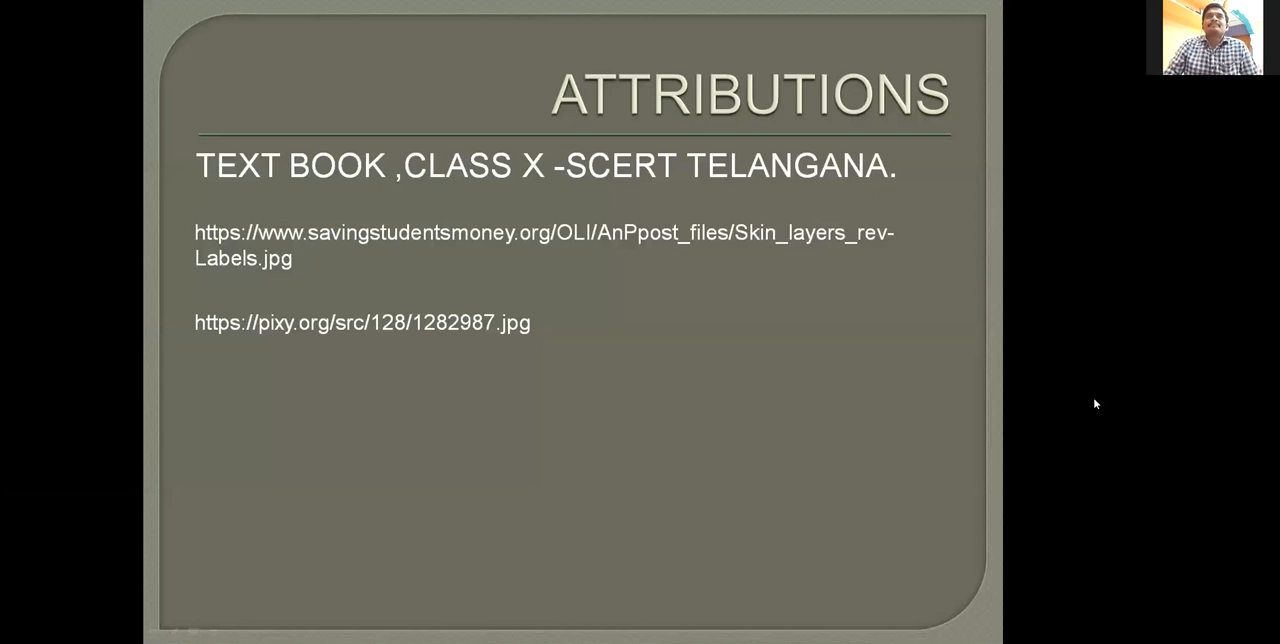 ATTRIBUTIONS
TEXT BOOK ,CLASS X -SCERT TELANGANA.
https://www.savingstudentsmoney.org/OLI/AnPpost_files/Skin_layers_rev-
Labels.jpg
https://pixy.org/src/128/1282987.jpg